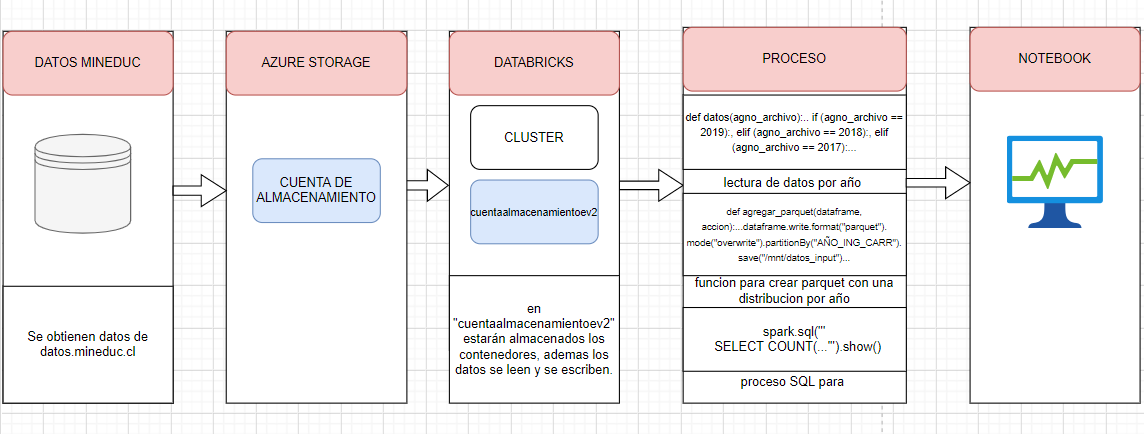 DATOS MINEDUC
Se obtienen datos de
datos.mineduc.cl
AZURE STORAGE
CUENTA DE
ALMACENAMIENTO
DATABRICKS
CLUSTER
cuentaalmacenamientoev2
en
"cuentaalmacenamientoev2"
estarán almacenados los
contenedores, ademas los
datos se leen y se escriben.
PROCESO
def datos(agno_archivo):.. if (agno_archivo ==
2019):, elif (agno_archivo == 2018):, elif
(agno_archivo == 2017):...
lectura de datos por año
def agregar_parquet(dataframe,
accion):...dataframe.write.format("parquet").
mode("overwrite").partitionBy("AÑO_ING_CARR").
save("/mnt/datos_input")...
funcion para crear parquet con una
distribucion por año
spark.sql('''
SELECT COUNT(...''').show()
proceso SQL para
NOTEBOOK